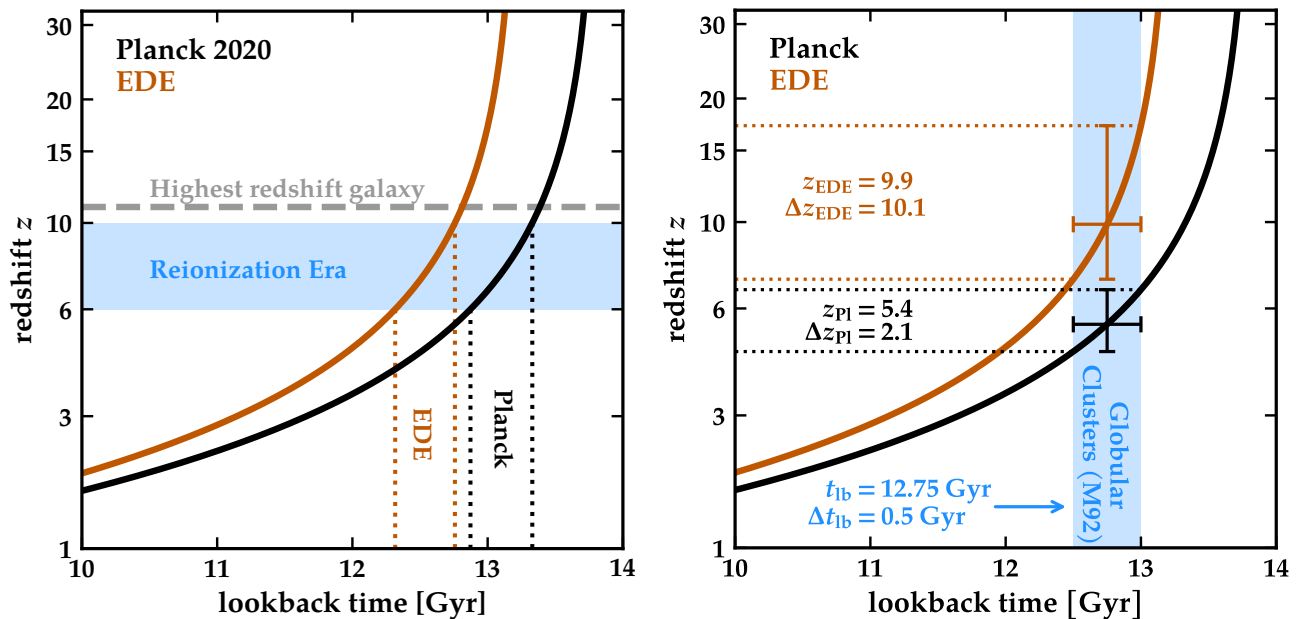 Planck 2020
EDE
Highest redshift galaxy
Reionization Era
EDE
Planck
30
20
15
10
6
3
1
redshift z
10
11
12
13
14
lookback time [Gyr]
Planck
EDE
z_EDE = 9.9
Δz_EDE = 10.1
z_Pl = 5.4
Δz_Pl = 2.1
Globular
Clusters (M92)
t_lb = 12.75 Gyr
Δt_lb = 0.5 Gyr
30
20
15
10
6
3
1
redshift z
10
11
12
13
14
lookback time [Gyr]